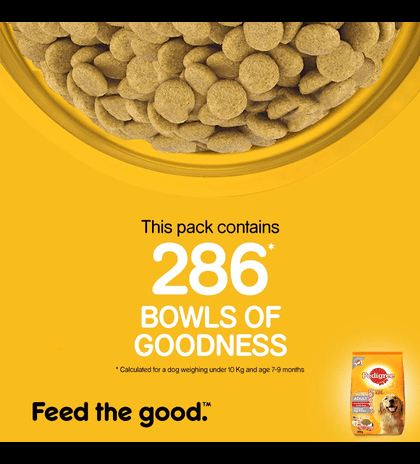 This pack contains
286*
BOWLS OF
GOODNESS
* Calculated for a dog weighing under 10 Kg and age 7-9 months
Pedigree
Feed the good.™